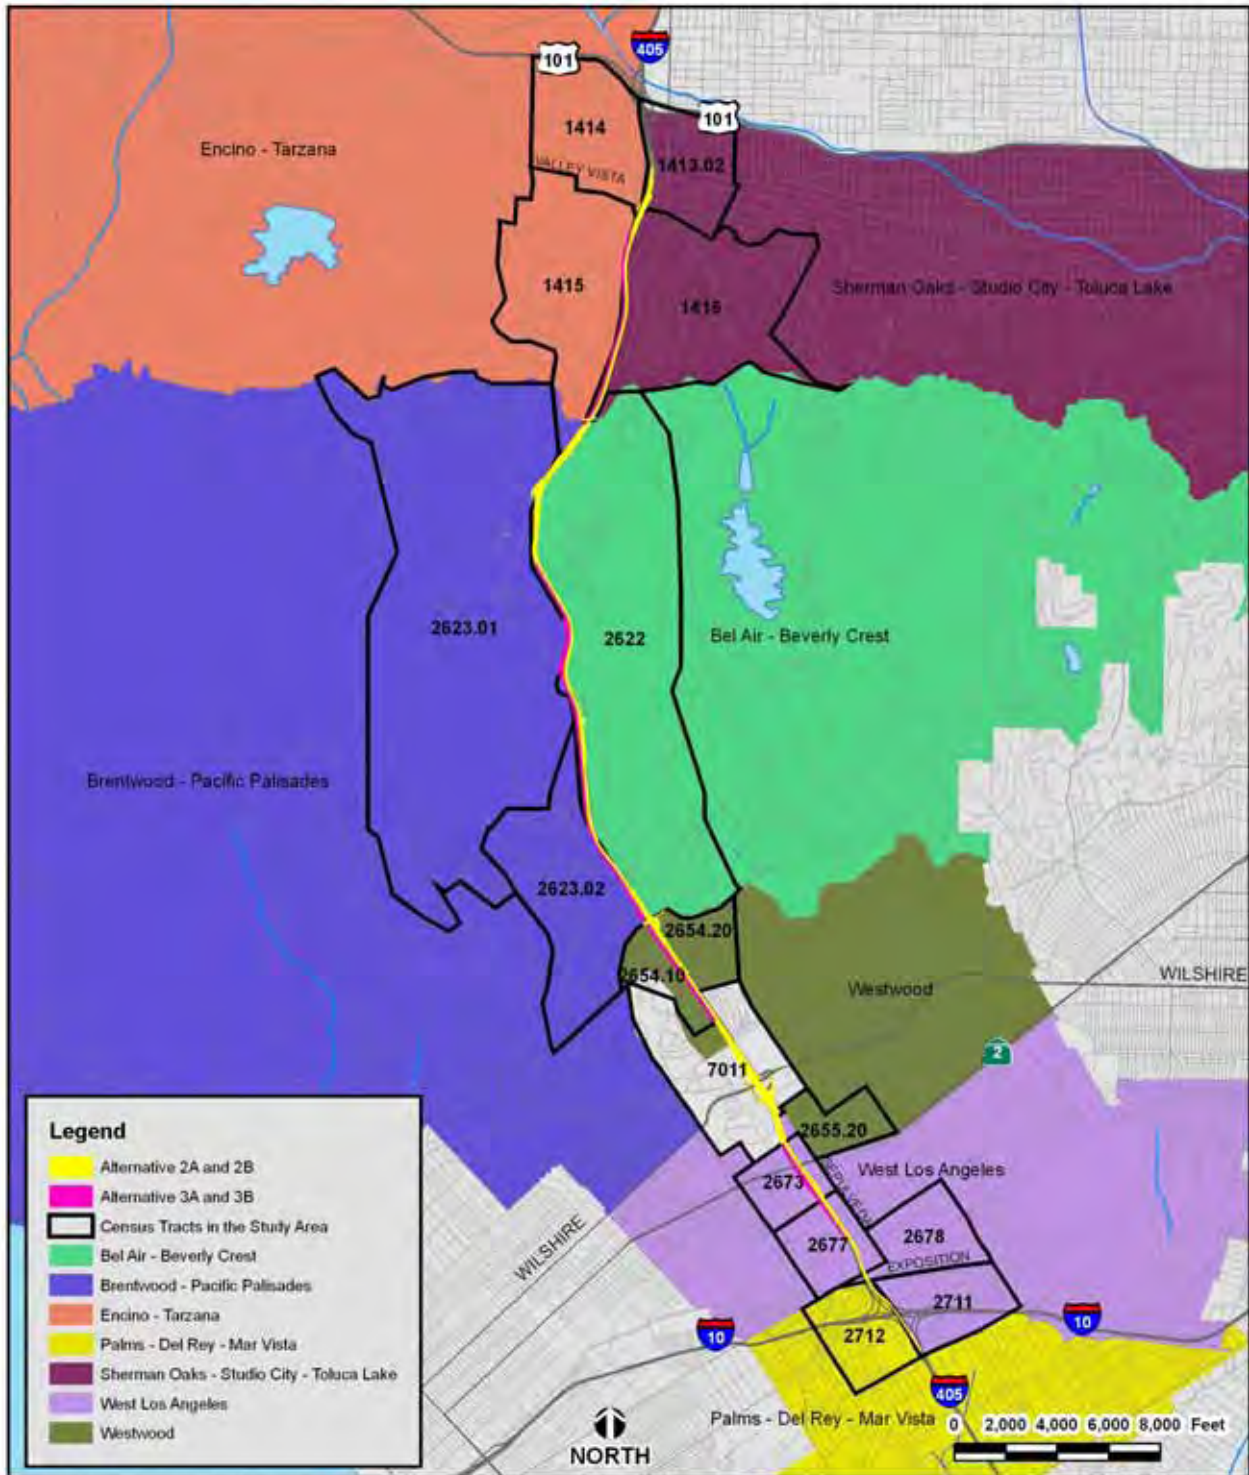 405
101
101
1414
Encino - Tarzana
VALLEY VISTA
1413.02
1415
1416
Sherman Oaks - Studio City - Toluca Lake
2623.01
2622
Bel Air - Beverly Crest
Brentwood - Pacific Palisades
2623.02
2654.20
2654.10
WILSHIRE
Westwood
2
7011
2655.20
West Los Angeles
2673
SEPULVEDA
WILSHIRE
2677
2678
EXPOSITION
2711
10
10
2712
405
Palms - Del Rey - Mar Vista
0 2,000 4,000 6,000 8,000 Feet
NORTH
Legend
Alternative 2A and 2B
Alternative 3A and 3B
Census Tracts in the Study Area
Bel Air - Beverly Crest
Brentwood - Pacific Palisades
Encino - Tarzana
Palms - Del Rey - Mar Vista
Sherman Oaks - Studio City - Toluca Lake
West Los Angeles
Westwood